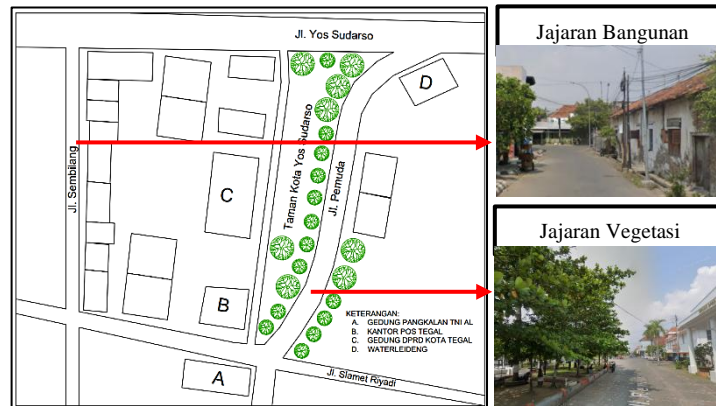 Jl. Yos Sudarso
Jajaran Bangunan
D
Taman Kota Yos Sudarso
Jl. Pemuda
Jl. Sembilang
C
B
Jajaran Vegetasi
KETERANGAN:
A. GEDUNG PANGKALAN TNI AL
B. KANTOR POS TEGAL
C. GEDUNG DPRD KOTA TEGAL
D. WATERLEIDENG
A
Jl. Slamet Riyadi